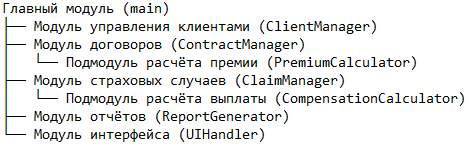 Главный модуль (main)
├── Модуль управления клиентами (ClientManager)
├── Модуль договоров (ContractManager)
│   └── Подмодуль расчёта премии (PremiumCalculator)
├── Модуль страховых случаев (ClaimManager)
│   └── Подмодуль расчёта выплаты (CompensationCalculator)
├── Модуль отчётов (ReportGenerator)
└── Модуль интерфейса (UIHandler)